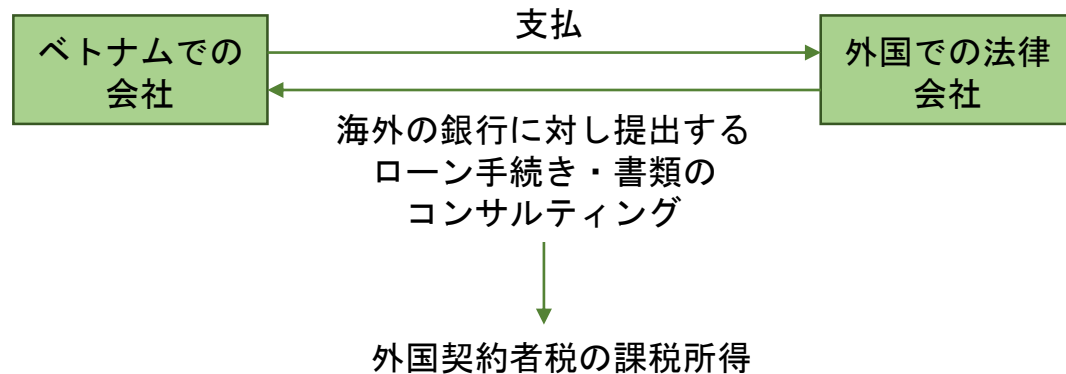 支払
ベトナムでの
会社
外国での法律
会社
海外の銀行に対し提出する
ローン手続き・書類の
コンサルティング
外国契約者税の課税所得